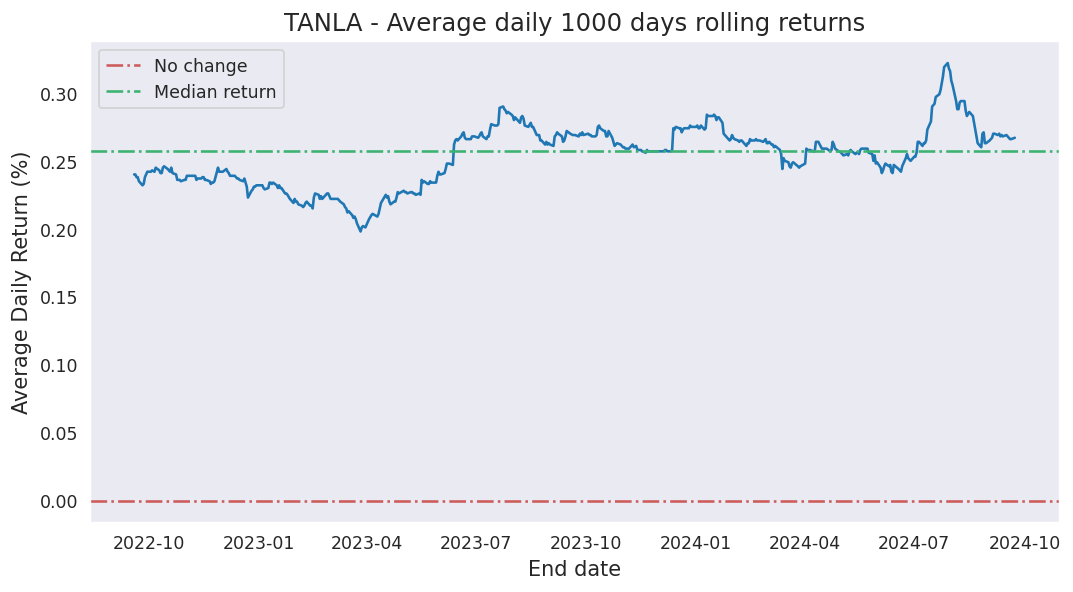 TANLA - Average daily 1000 days rolling returns
No change
Median return
Average Daily Return (%)
0.30
0.25
0.20
0.15
0.10
0.05
0.00
2022-10 2023-01 2023-04 2023-07 2023-10 2024-01 2024-04 2024-07 2024-10
End date